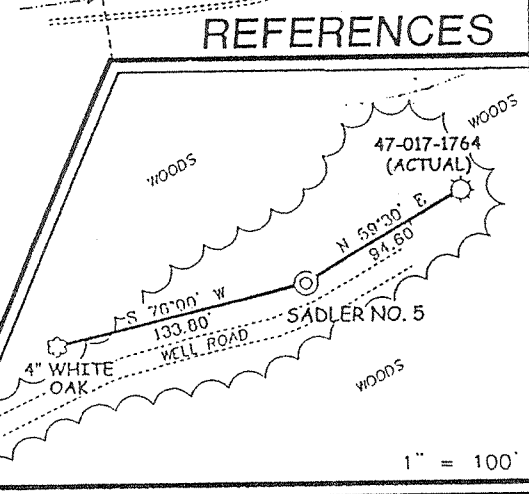 REFERENCES
WOODS
WOODS
47-017-1764
(ACTUAL)
N 59°30' E
94.60'
S 76°00' W
133.80'
SADLER NO. 5
WELL ROAD
4" WHITE
OAK
WOODS
1" = 100'